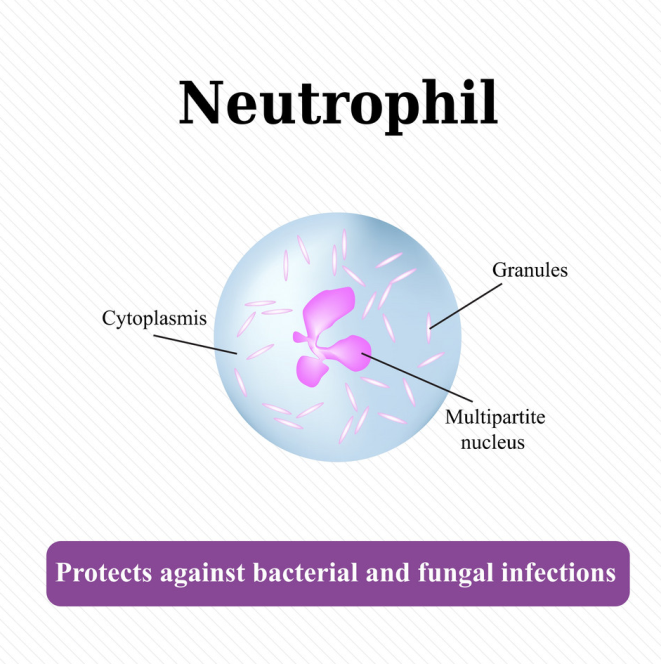 Neutrophil
Granules
Cytoplasmis
Multipartite
nucleus
Protects against bacterial and fungal infections